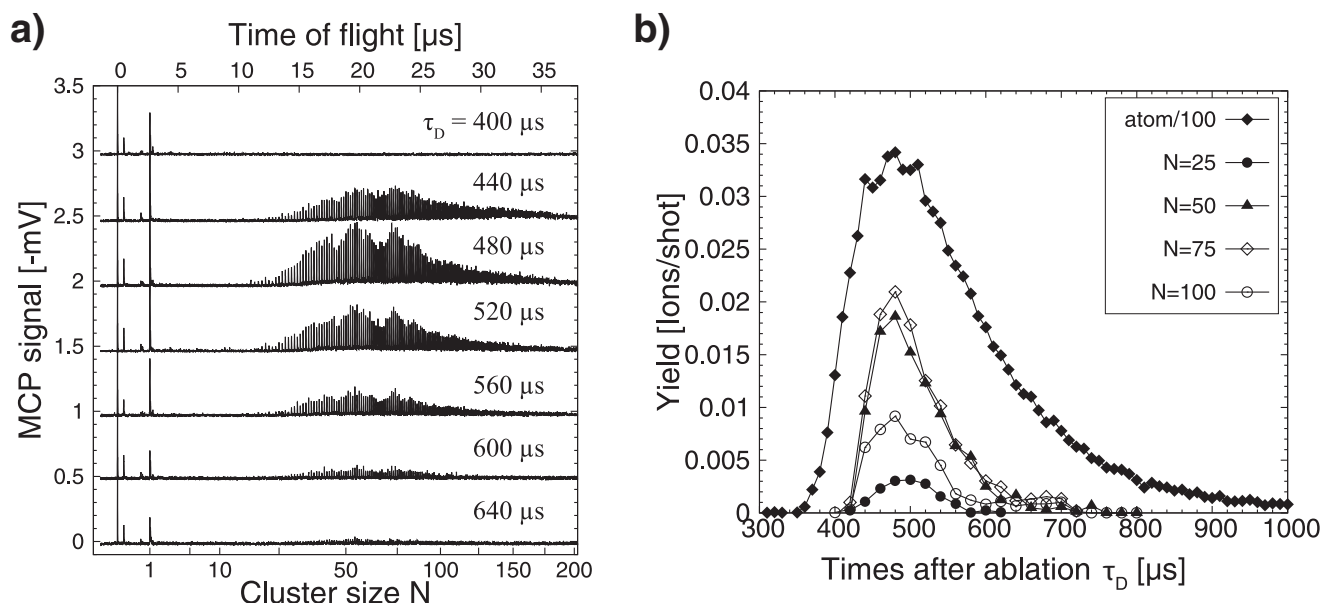 a)
Time of flight [µs]
0 5 10 15 20 25 30 35
MCP signal [-mV]
3.5
3
2.5
2
1.5
1
0.5
0
τD = 400 µs
440 µs
480 µs
520 µs
560 µs
600 µs
640 µs
1 10 50 100 150 200
Cluster size N
b)
Yield [Ions/shot]
0.04
0.035
0.03
0.025
0.02
0.015
0.01
0.005
0
atom/100
N=25
N=50
N=75
N=100
300 400 500 600 700 800 900 1000
Times after ablation τD [µs]